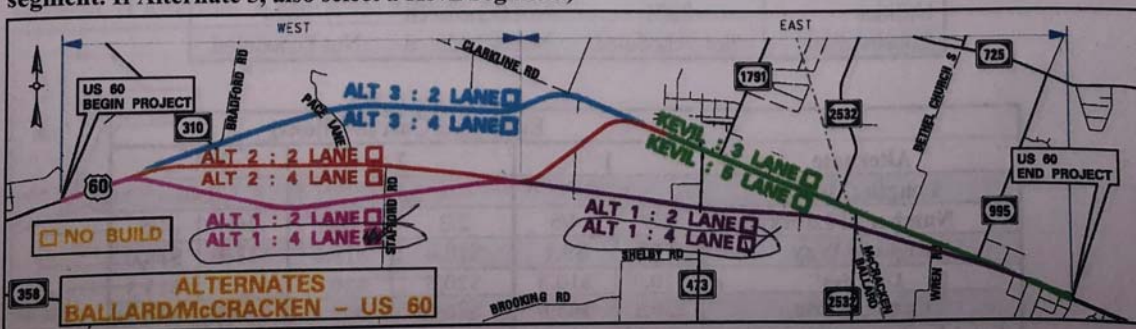 segment. If Alternate 3, also select a
WEST
EAST
CLARKLINE RD
US 60
BEGIN PROJECT
310
BRADFORD RD
PACE LANE
ALT 3 : 2 LANE
ALT 3 : 4 LANE
1791
725
2532
BETHEL CHURCH S
KEVIL : 3 LANE
KEVIL : 5 LANE
US 60
END PROJECT
60
ALT 2 : 2 LANE
ALT 2 : 4 LANE
ALT 1 : 2 LANE
ALT 1 : 4 LANE
STAFFORD RD
ALT 1 : 2 LANE
ALT 1 : 4 LANE
995
NO BUILD
SHELBY RD
473
2532
McCRACKEN
BALLARD
WREN RD
358
ALTERNATES
BALLARD/McCRACKEN - US 60
BROOKING RD